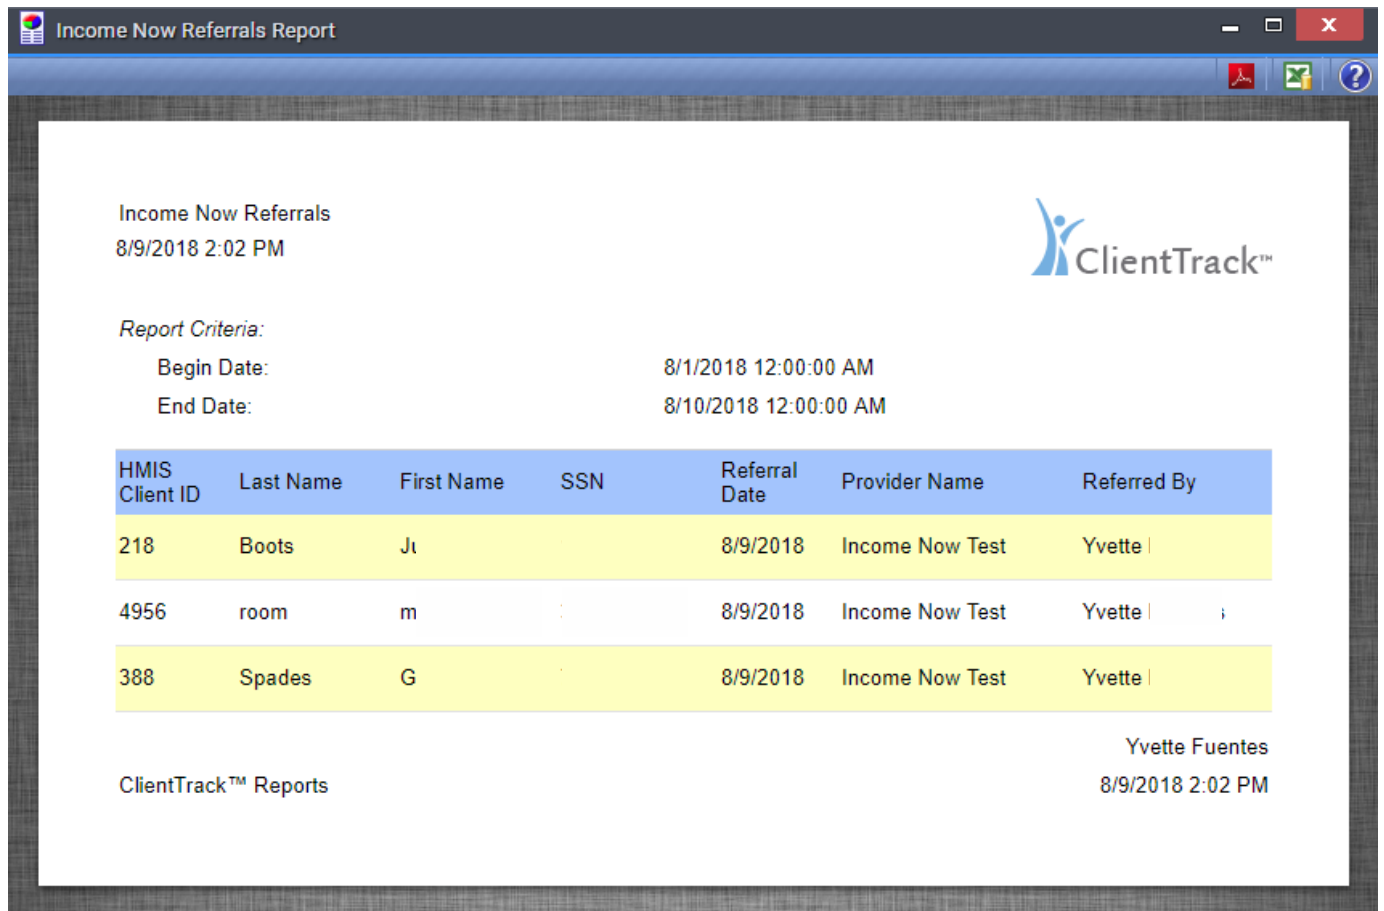 Income Now Referrals Report
Income Now Referrals
8/9/2018 2:02 PM
ClientTrack™
Report Criteria:
Begin Date: 8/1/2018 12:00:00 AM
End Date: 8/10/2018 12:00:00 AM
HMIS Client ID Last Name First Name SSN Referral Date Provider Name Referred By
218 Boots 8/9/2018 Income Now Test Yvette
4956 room m 8/9/2018 Income Now Test Yvette
388 Spades G 8/9/2018 Income Now Test Yvette
Yvette Fuentes
ClientTrack™ Reports 8/9/2018 2:02 PM